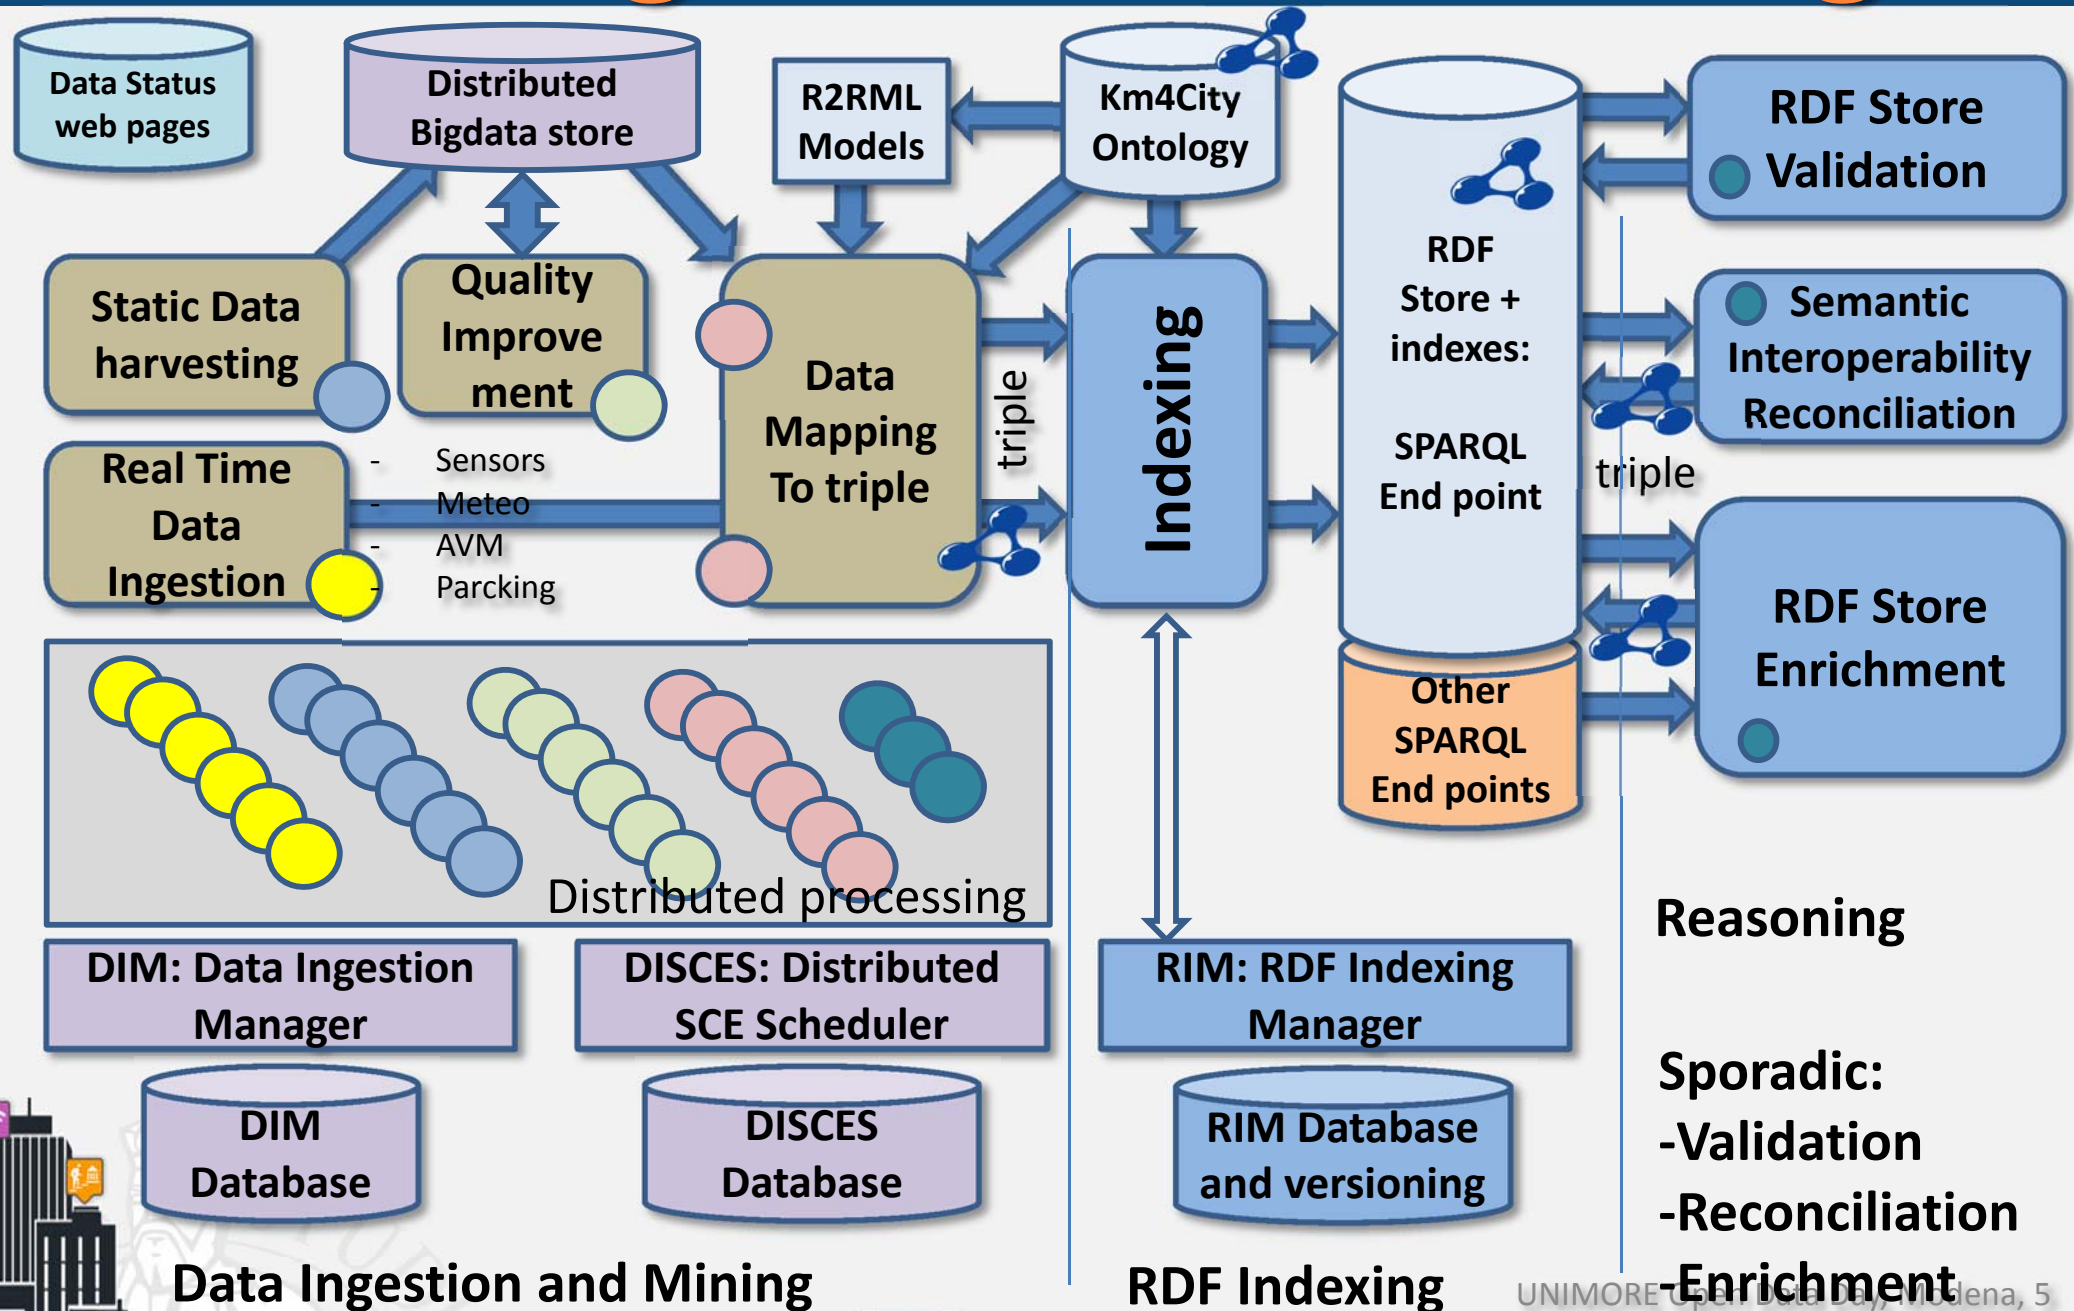 Data Status
web pages
Distributed
Bigdata store
R2RML
Models
Km4City
Ontology
RDF Store
Validation
Static Data
harvesting
Quality
Improve
ment
Data
Mapping
To triple
triple
Indexing
RDF
Store +
indexes:
SPARQL
End point
Semantic
Interoperability
Reconciliation
triple
Real Time
Data
Ingestion
- Sensors
- Meteo
- AVM
- Parcking
RDF Store
Enrichment
Other
SPARQL
End points
Distributed processing
DIM: Data Ingestion
Manager
DISCES: Distributed
SCE Scheduler
RIM: RDF Indexing
Manager
Reasoning
DIM
Database
DISCES
Database
RIM Database
and versioning
Sporadic:
-Validation
-Reconciliation
-Enrichment
Data Ingestion and Mining
RDF Indexing
UNIMORE Open Data Day, Modena, 5